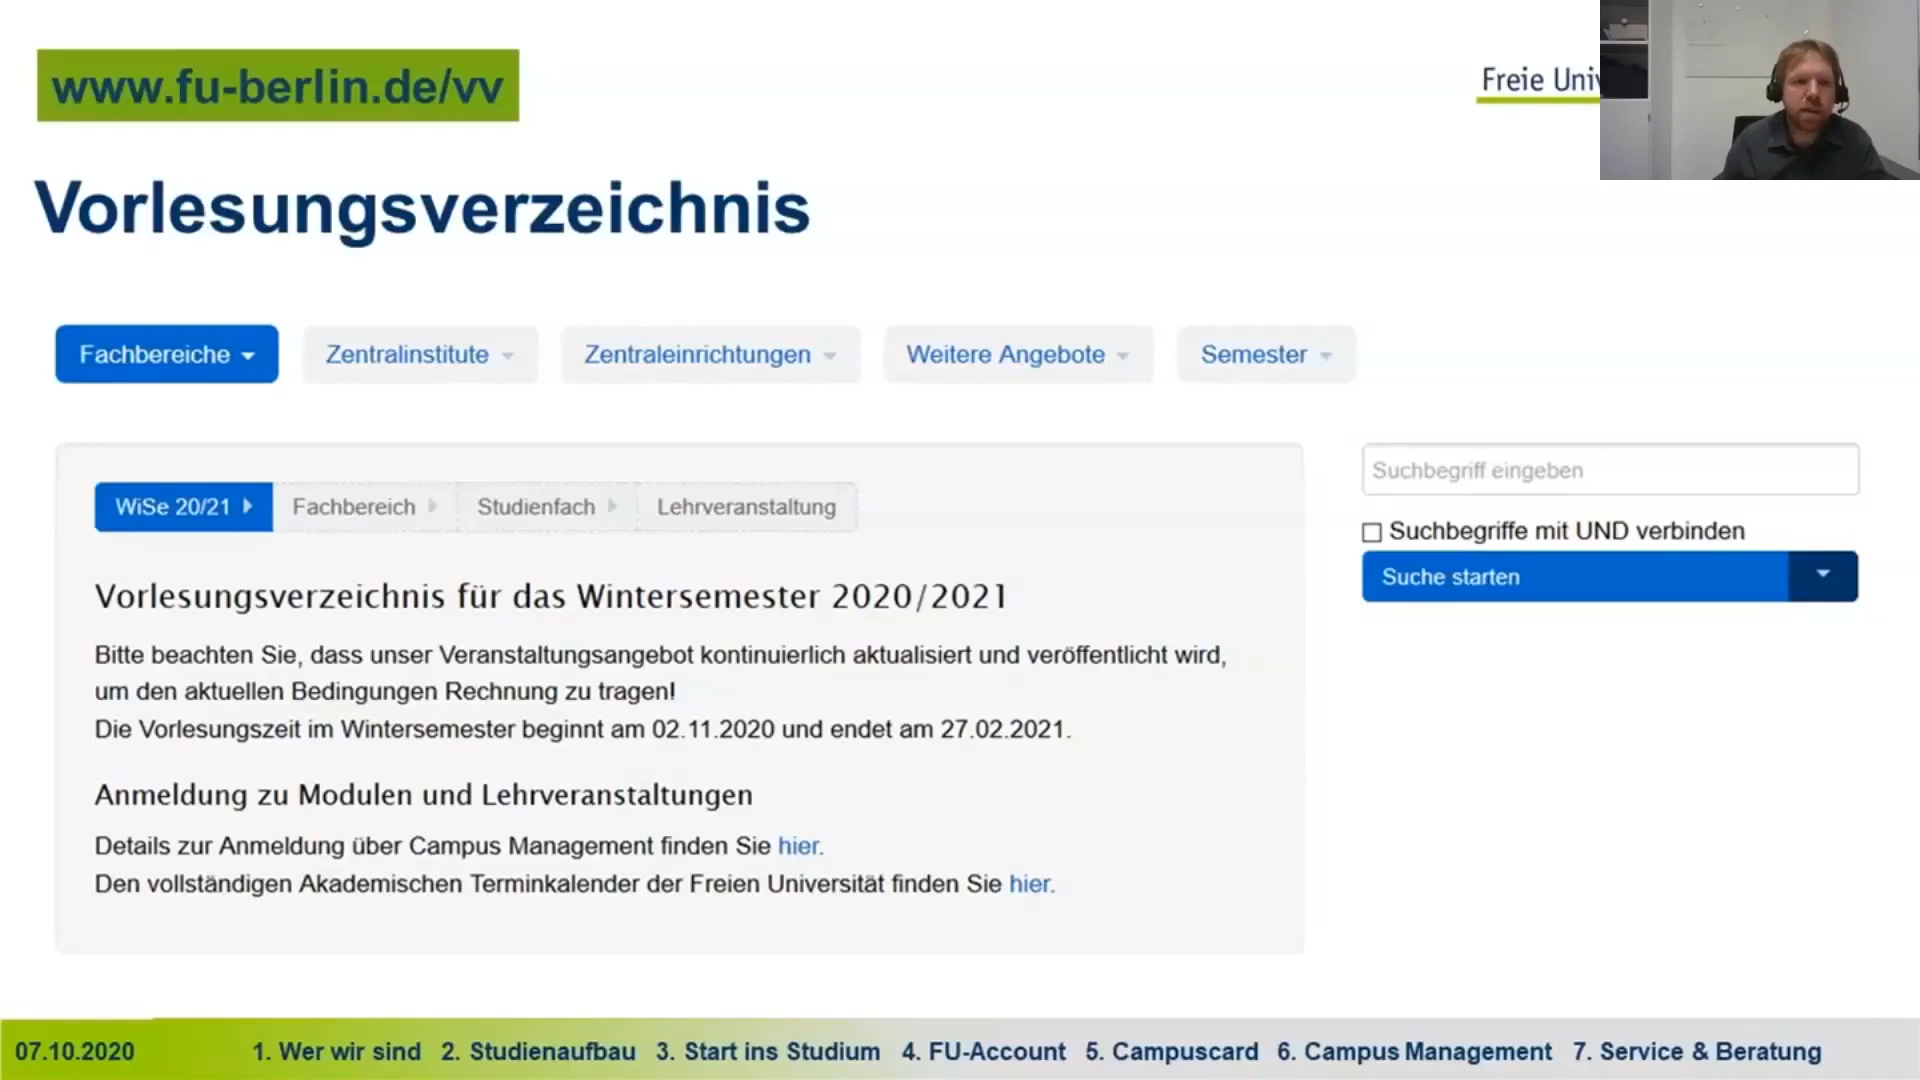 www.fu-berlin.de/vv
Freie Univ
Vorlesungsverzeichnis
Fachbereiche Zentralinstitute Zentraleinrichtungen Weitere Angebote Semester
WiSe 20/21 Fachbereich Studienfach Lehrveranstaltung
Vorlesungsverzeichnis für das Wintersemester 2020/2021
Bitte beachten Sie, dass unser Veranstaltungsangebot kontinuierlich aktualisiert und veröffentlicht wird,
um den aktuellen Bedingungen Rechnung zu tragen!
Die Vorlesungszeit im Wintersemester beginnt am 02.11.2020 und endet am 27.02.2021.
Anmeldung zu Modulen und Lehrveranstaltungen
Details zur Anmeldung über Campus Management finden Sie hier.
Den vollständigen Akademischen Terminkalender der Freien Universität finden Sie hier.
Suchbegriff eingeben
Suchbegriffe mit UND verbinden
Suche starten
07.10.2020 1. Wer wir sind 2. Studienaufbau 3. Start ins Studium 4. FU-Account 5. Campuscard 6. Campus Management 7. Service & Beratung